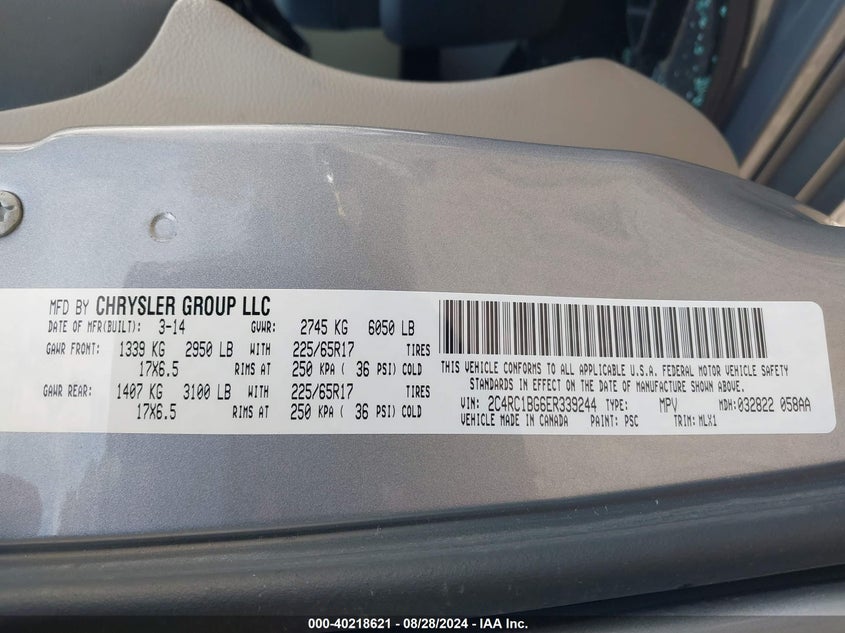 MFD BY CHRYSLER GROUP LLC
DATE OF MFR(BUILT): 3-14 GVWR: 2745 KG 6050 LB
GAWR FRONT: 1339 KG 2950 LB WITH 225/65R17 TIRES
17X6.5 RIMS AT 250 KPA ( 36 PSI) COLD
GAWR REAR: 1407 KG 3100 LB WITH 225/65R17 TIRES
17X6.5 RIMS AT 250 KPA ( 36 PSI) COLD
THIS VEHICLE CONFORMS TO ALL APPLICABLE U.S.A. FEDERAL MOTOR VEHICLE SAFETY
STANDARDS IN EFFECT ON THE DATE OF MANUFACTURE SHOWN ABOVE.
VIN: 2C4RC1BG6ER339244 TYPE: MPV MDH:032822 058AA
VEHICLE MADE IN CANADA PAINT: PSC TRIM: MLX1
000-40218621 - 08/28/2024 - IAA Inc.